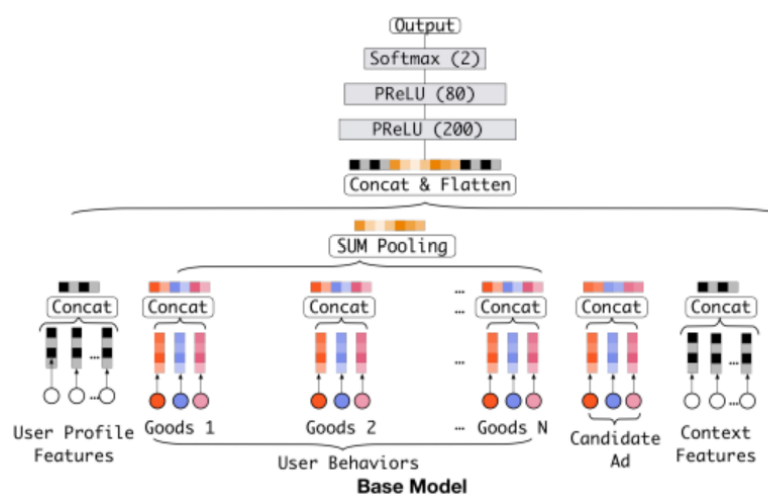 Output
Softmax (2)
PReLU (80)
PReLU (200)
Concat & Flatten
SUM Pooling
... ...
Concat Concat Concat ... Concat Concat Concat
... ... ... ...
... ...
User Profile
Features
Goods 1
Goods 2
... Goods N
Candidate
Ad
Context
Features
User Behaviors
Base Model